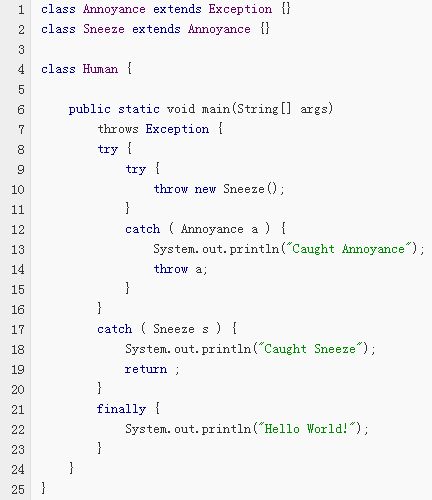 1 class Annoyance extends Exception {}
2 class Sneeze extends Annoyance {}
3
4 class Human {
5
6     public static void main(String[] args)
7         throws Exception {
8         try {
9             try {
10                 throw new Sneeze();
11             }
12             catch ( Annoyance a ) {
13                 System.out.println("Caught Annoyance");
14                 throw a;
15             }
16         }
17         catch ( Sneeze s ) {
18             System.out.println("Caught Sneeze");
19             return ;
20         }
21         finally {
22             System.out.println("Hello World!");
23         }
24     }
25 }